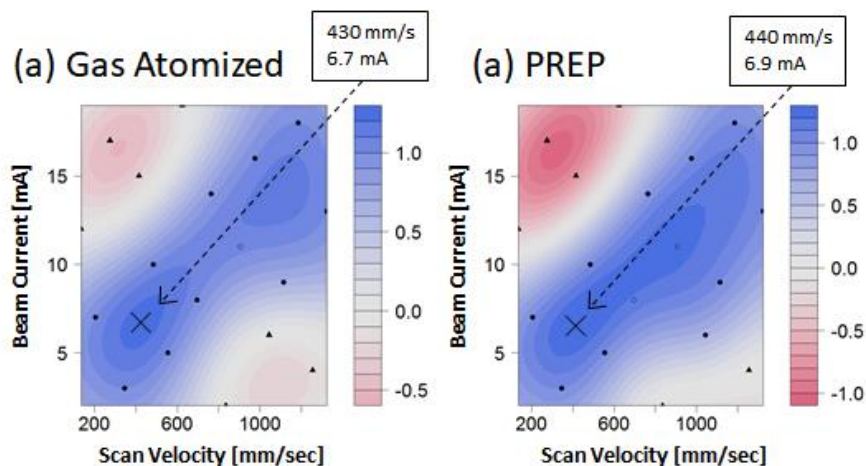 430 mm/s
6.7 mA
440 mm/s
6.9 mA
(a) Gas Atomized
(a) PREP
Beam Current [mA]
15
10
5
200
600
1000
Scan Velocity [mm/sec]
1.0
0.5
0.0
-0.5
Beam Current [mA]
15
10
5
200
600
1000
Scan Velocity [mm/sec]
1.0
0.5
0.0
-0.5
-1.0